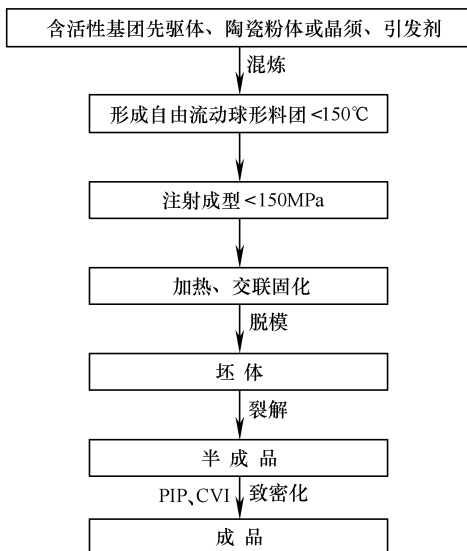 含活性基团先驱体、陶瓷粉体或晶须、引发剂
混炼
形成自由流动球形料团<150℃
注射成型<150MPa
加热、交联固化
脱模
坯 体
裂解
半 成 品
PIP、CVI 致密化
成 品